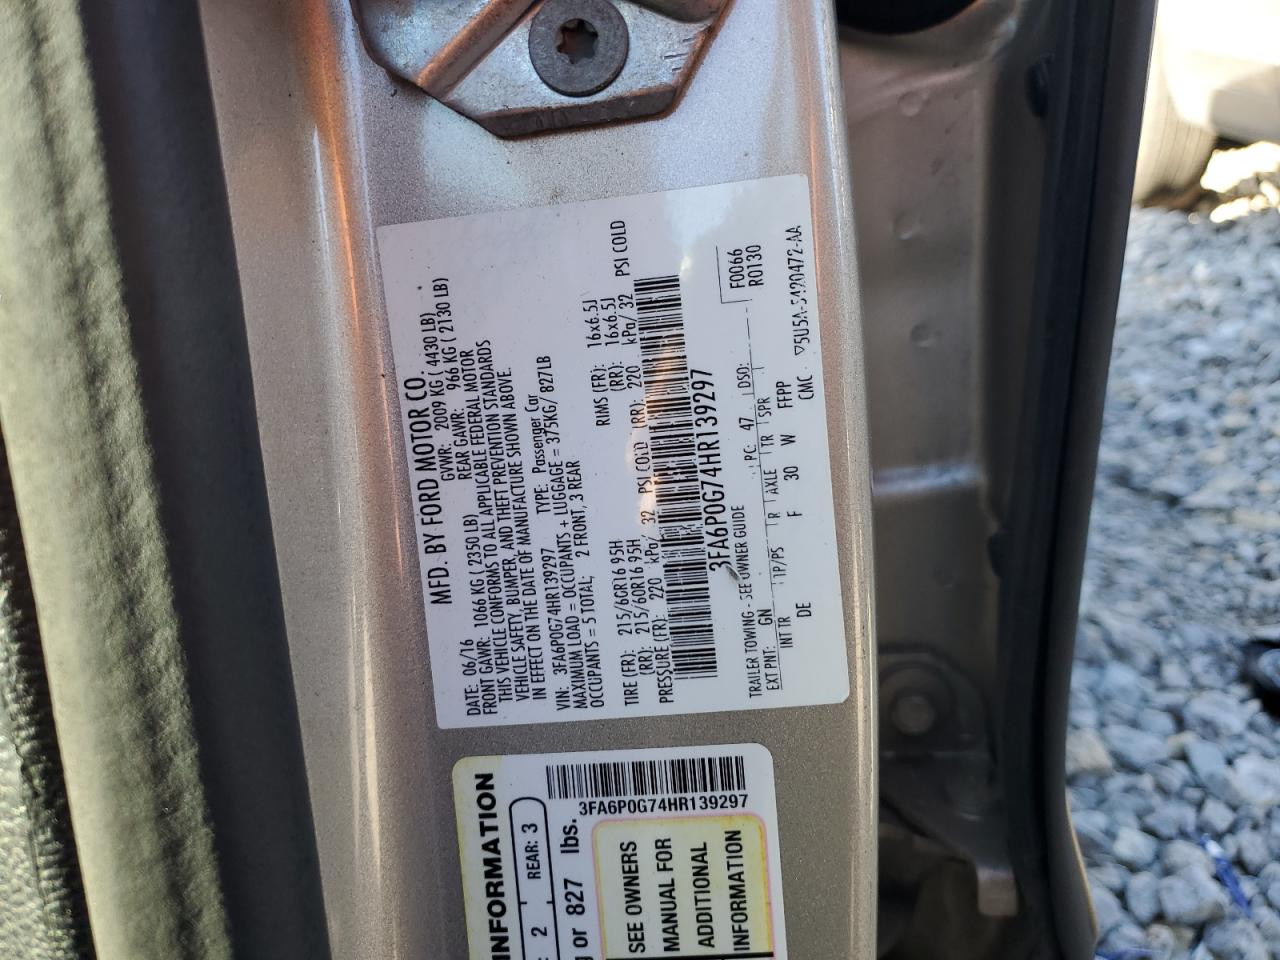 MFD. BY FORD MOTOR CO.
DATE: 06/16 GVWR: 2009 KG ( 4430 LB)
FRONT GAWR: 1066 KG ( 2350 LB) REAR GAWR: 966 KG ( 2130 LB)
THIS VEHICLE CONFORMS TO ALL APPLICABLE FEDERAL MOTOR
VEHICLE SAFETY, BUMPER, AND THEFT PREVENTION STANDARDS
IN EFFECT ON THE DATE OF MANUFACTURE SHOWN ABOVE.
VIN: 3FA6P0G74HR139297 TYPE: Passenger Car
MAXIMUM LOAD = OCCUPANTS + LUGGAGE = 375KG/ 827LB
OCCUPANTS = 5 TOTAL; 2 FRONT, 3 REAR
TIRE (FR): 215/60R16 95H RIMS (FR): 16x6.5J
(RR): 215/60R16 95H (RR): 16x6.5J
PRESSURE (FR): 220 kPa/ 32 PSI COLD (RR): 220 kPa/ 32 PSI COLD
3FA6P0G74HR139297
F0066
R0130
TRAILER TOWING - SEE OWNER GUIDE
EXT PNT: GN PC: 47 DSO:
INT TR TP/PS R AXLE TR SPR
DE F 30 W FFPP
CMC ▽5U5A-5420472-AA
INFORMATION
2 REAR: 3
or 827 lbs.
3FA6P0G74HR139297
SEE OWNERS
MANUAL FOR
ADDITIONAL
INFORMATION